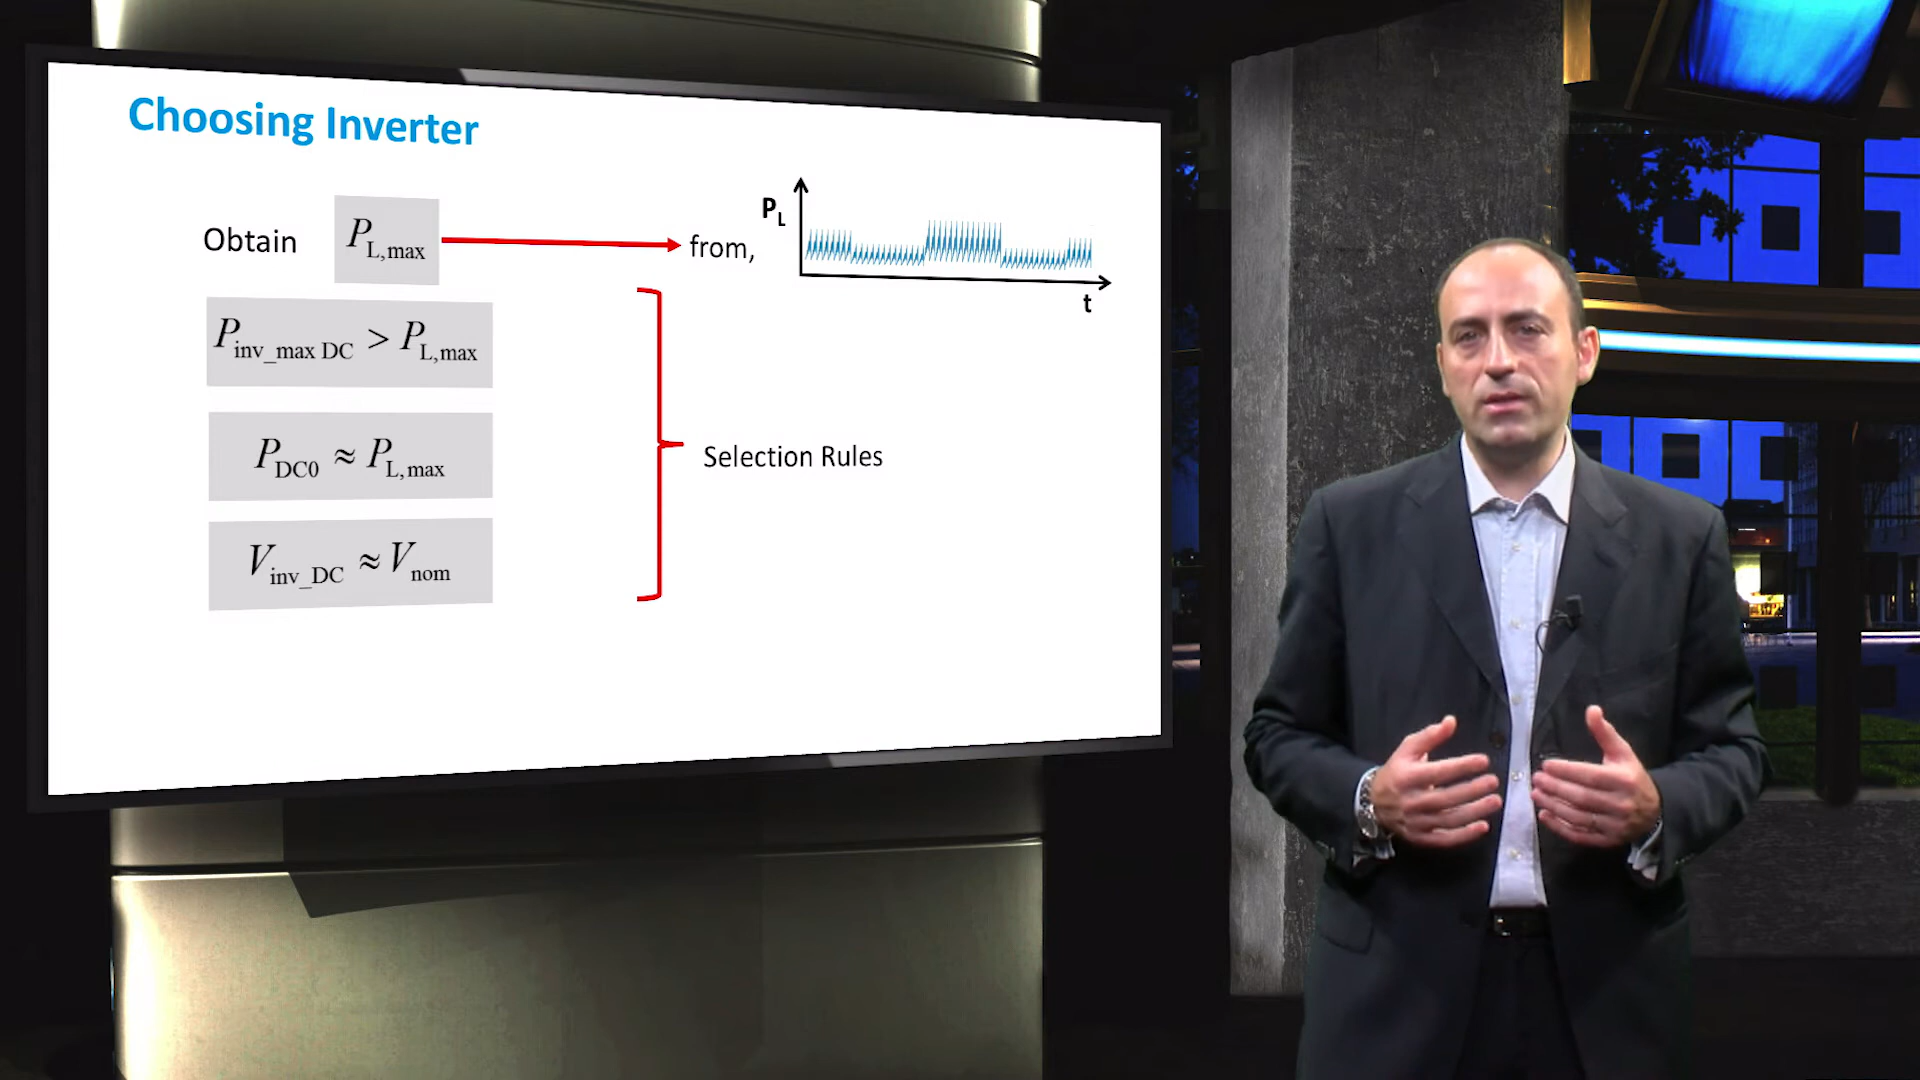 Choosing Inverter
Obtain P_L,max from,
P_L
t
P_inv_max DC > P_L,max
P_DC0 ≈ P_L,max
V_inv_DC ≈ V_nom
Selection Rules